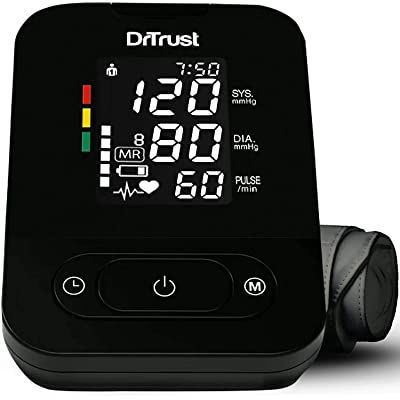 DrTrust
7:50
120 SYS. mmHg
8 80 DIA. mmHg
MR
60 PULSE /min
M